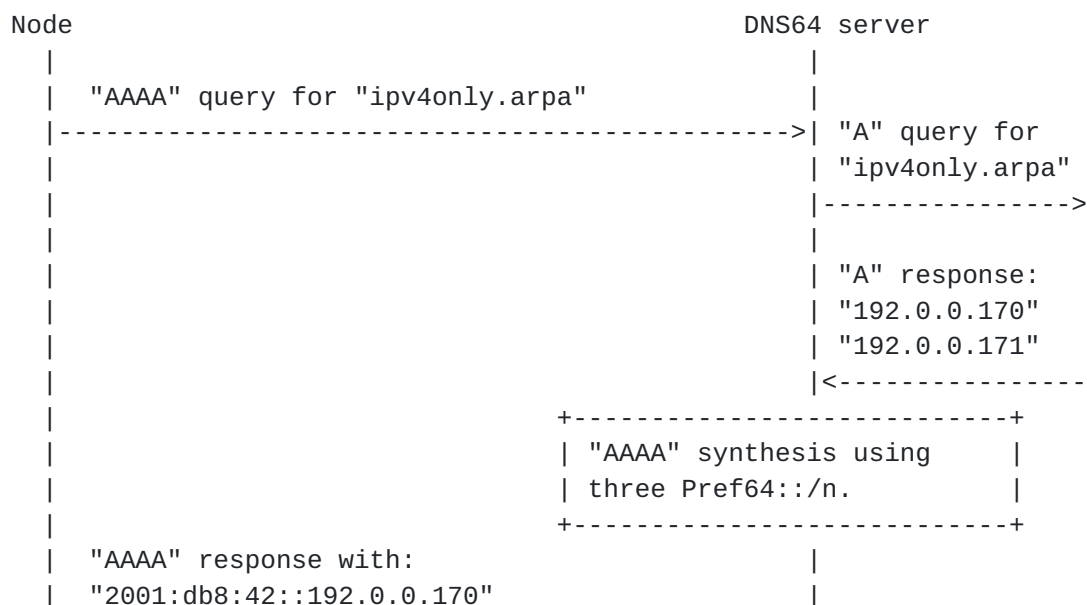 Node                                           DNS64 server
  |                                                 |
  |  "AAAA" query for "ipv4only.arpa"               |
  |------------------------------------------------>| "A" query for
  |                                                 | "ipv4only.arpa"
  |                                                 |---------------->
  |                                                 |
  |                                                 | "A" response:
  |                                                 | "192.0.0.170"
  |                                                 | "192.0.0.171"
  |                                                 |<-----------------
  |                                 +----------------------------+
  |                                 | "AAAA" synthesis using     |
  |                                 | three Pref64::/n.          |
  |                                 +----------------------------+
  |  "AAAA" response with:                          |
  |  "2001:db8:42::192.0.0.170"                     |